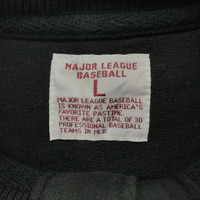 MAJOR LEAGUE
BASEBALL
L
MAJOR LEAGUE BASEBALL
IS KNOWN AS AMERICA'S
FAVORITE PASTIME.
THERE ARE A TOTAL OF 30
PROFESSIONAL BASEBALL
TEAMS IN MLB